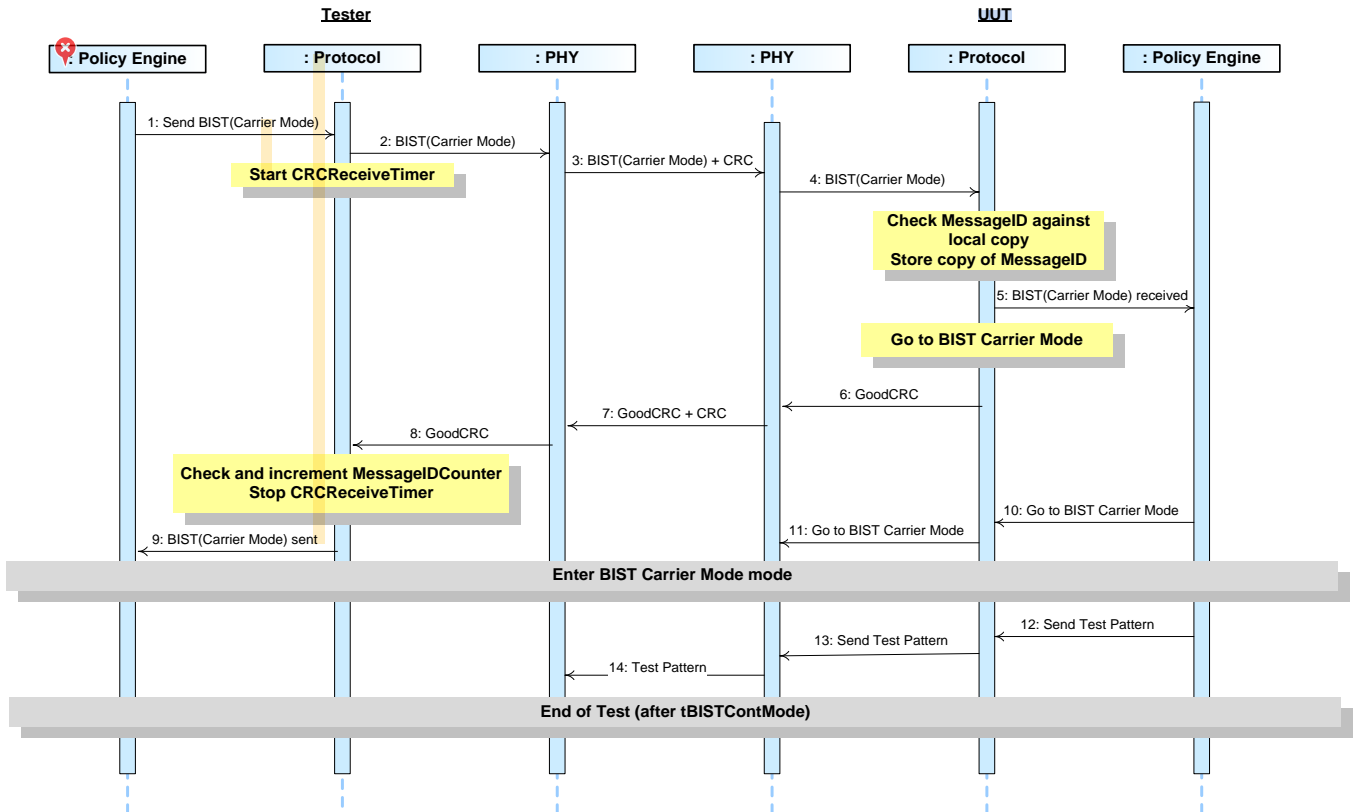 Tester
UUT
: Policy Engine
: Protocol
: PHY
: PHY
: Protocol
: Policy Engine
1: Send BIST(Carrier Mode)
2: BIST(Carrier Mode)
3: BIST(Carrier Mode) + CRC
Start CRCReceiveTimer
4: BIST(Carrier Mode)
Check MessageID against
local copy
Store copy of MessageID
5: BIST(Carrier Mode) received
Go to BIST Carrier Mode
6: GoodCRC
7: GoodCRC + CRC
8: GoodCRC
Check and increment MessageIDCounter
Stop CRCReceiveTimer
10: Go to BIST Carrier Mode
11: Go to BIST Carrier Mode
9: BIST(Carrier Mode) sent
Enter BIST Carrier Mode mode
12: Send Test Pattern
13: Send Test Pattern
14: Test Pattern
End of Test (after tBISTContMode)